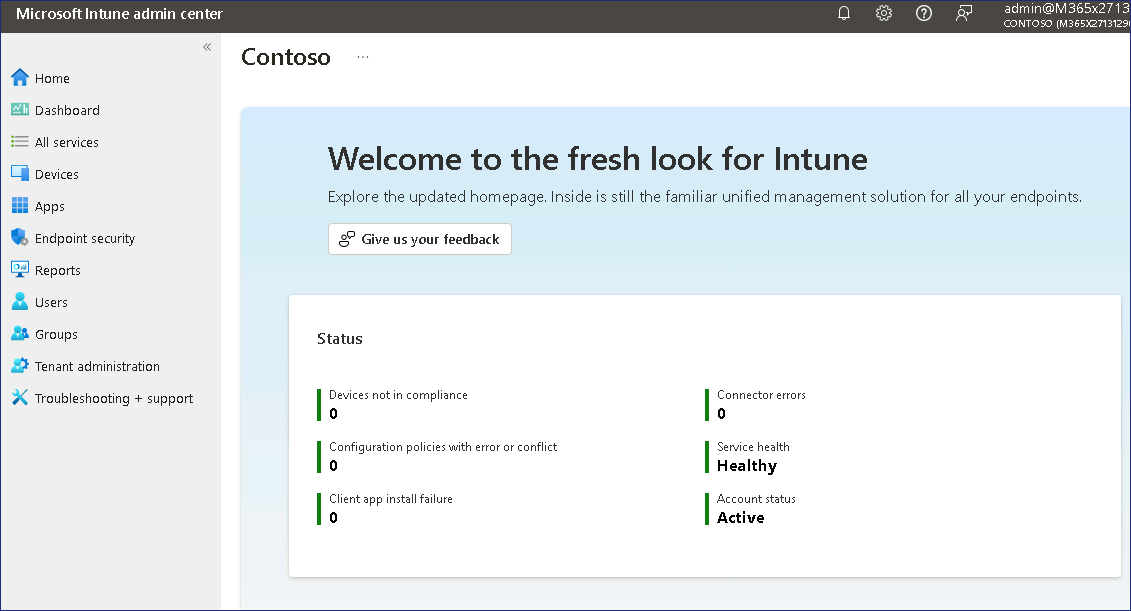 Microsoft Intune admin center
admin@M365x2713
CONTOSO (M365X2713129
«
Contoso ...
Home
Dashboard
All services
Devices
Apps
Endpoint security
Reports
Users
Groups
Tenant administration
Troubleshooting + support
Welcome to the fresh look for Intune
Explore the updated homepage. Inside is still the familiar unified management solution for all your endpoints.
Give us your feedback
Status
Devices not in compliance
0
Configuration policies with error or conflict
0
Client app install failure
0
Connector errors
0
Service health
Healthy
Account status
Active